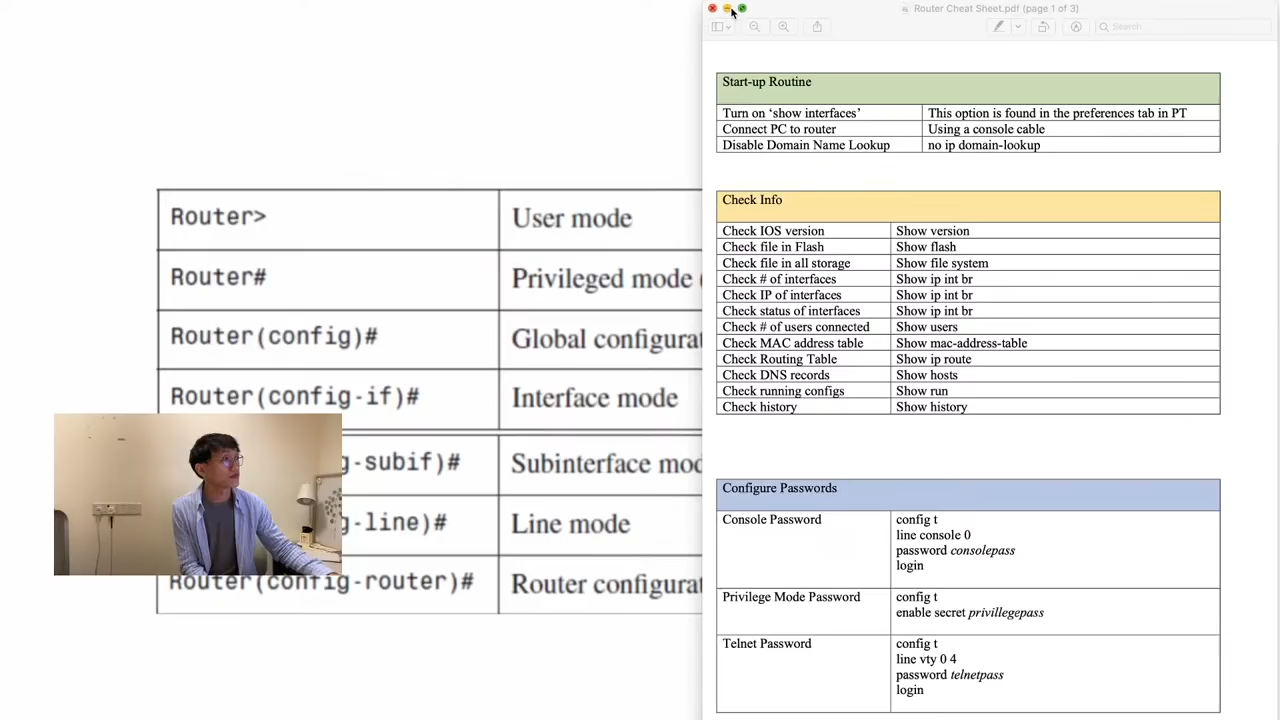 Router Cheat Sheet.pdf (page 1 of 3)
Search
Router>
User mode
Router#
Privileged mode (
Router(config)#
Global configurat
Router(config-if)#
Interface mode
g-subif)#
Subinterface mod
g-line)#
Line mode
Router(config-router)#
Router configurat
Start-up Routine
Turn on ‘show interfaces’
This option is found in the preferences tab in PT
Connect PC to router
Using a console cable
Disable Domain Name Lookup
no ip domain-lookup
Check Info
Check IOS version
Show version
Check file in Flash
Show flash
Check file in all storage
Show file system
Check # of interfaces
Show ip int br
Check IP of interfaces
Show ip int br
Check status of interfaces
Show ip int br
Check # of users connected
Show users
Check MAC address table
Show mac-address-table
Check Routing Table
Show ip route
Check DNS records
Show hosts
Check running configs
Show run
Check history
Show history
Configure Passwords
Console Password
config t
line console 0
password consolepass
login
Privilege Mode Password
config t
enable secret privillegepass
Telnet Password
config t
line vty 0 4
password telnetpass
login